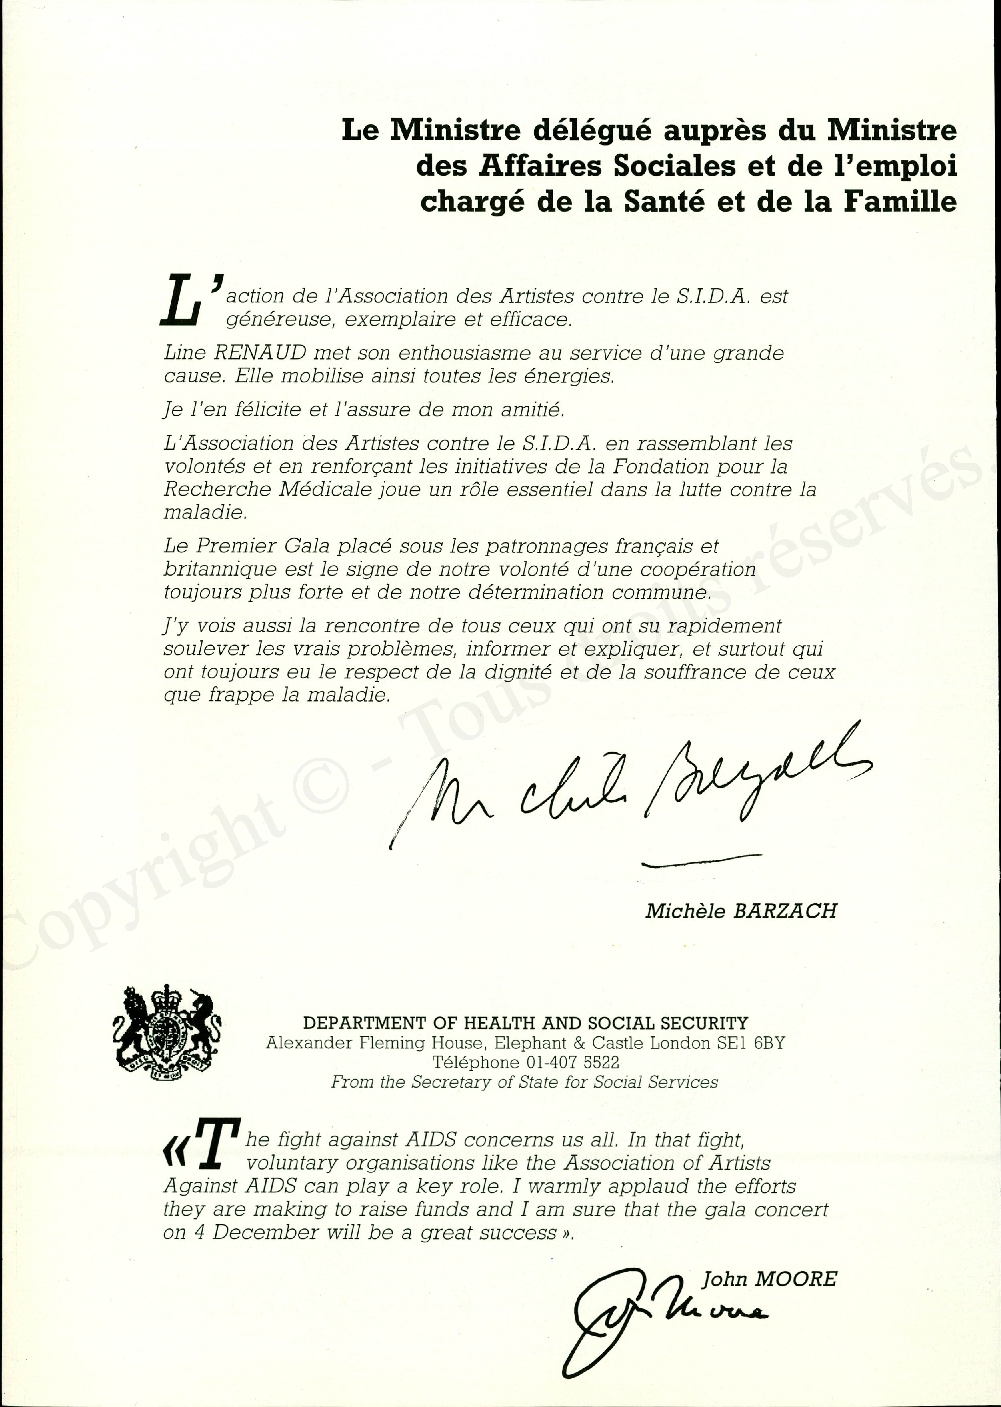 Le Ministre délégué auprès du Ministre
des Affaires Sociales et de l'emploi
chargé de la Santé et de la Famille
L'action de l'Association des Artistes contre le S.I.D.A. est
généreuse, exemplaire et efficace.
Line RENAUD met son enthousiasme au service d'une grande
cause. Elle mobilise ainsi toutes les énergies.
Je l'en félicite et l'assure de mon amitié.
L'Association des Artistes contre le S.I.D.A. en rassemblant les
volontés et en renforçant les initiatives de la Fondation pour la
Recherche Médicale joue un rôle essentiel dans la lutte contre la
maladie.
Le Premier Gala placé sous les patronnages français et
britannique est le signe de notre volonté d'une coopération
toujours plus forte et de notre détermination commune.
J'y vois aussi la rencontre de tous ceux qui ont su rapidement
soulever les vrais problèmes, informer et expliquer, et surtout qui
ont toujours eu le respect de la dignité et de la souffrance de ceux
que frappe la maladie.
Michèle Barzach
Michèle BARZACH
DEPARTMENT OF HEALTH AND SOCIAL SECURITY
Alexander Fleming House, Elephant & Castle London SE1 6BY
Téléphone 01-407 5522
From the Secretary of State for Social Services
«The fight against AIDS concerns us all. In that fight,
voluntary organisations like the Association of Artists
Against AIDS can play a key role. I warmly applaud the efforts
they are making to raise funds and I am sure that the gala concert
on 4 December will be a great success ».
John MOORE
John Moore
Copyright © - Tous droits réservés.